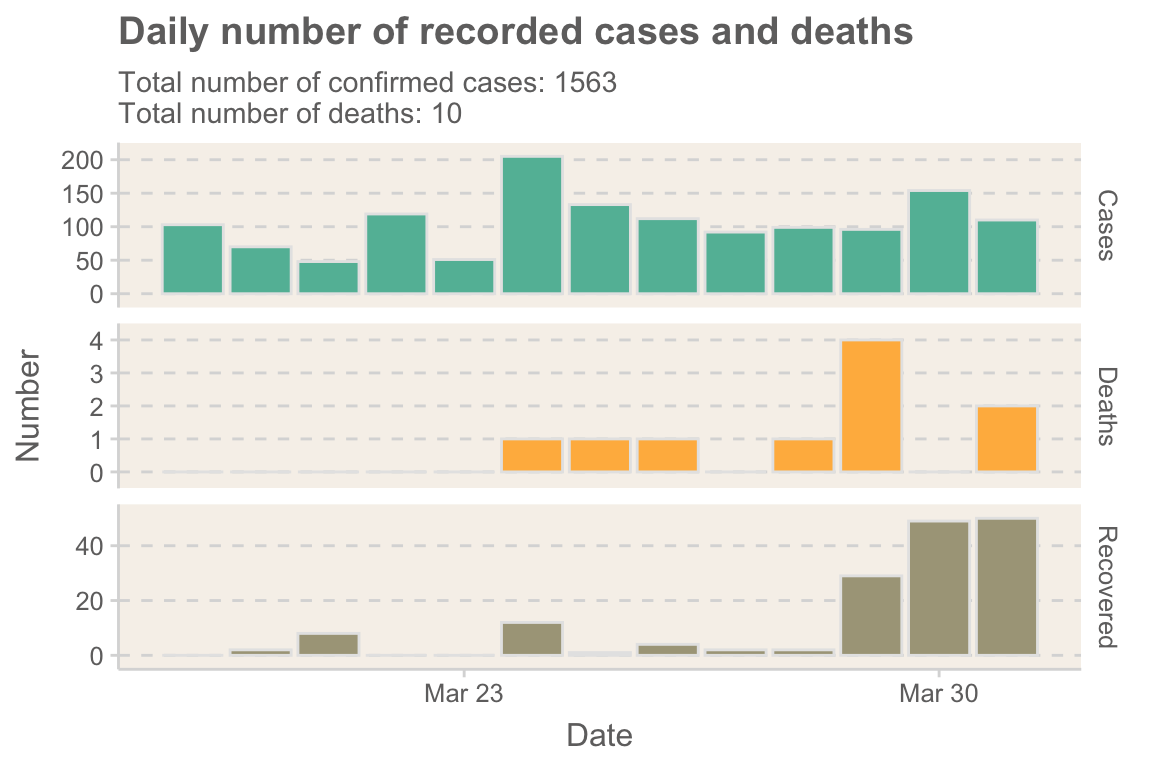 Daily number of recorded cases and deaths
Total number of confirmed cases: 1563
Total number of deaths: 10
200
150
100
50
0
Cases
4
3
2
1
0
Deaths
40
20
0
Recovered
Number
Mar 23
Mar 30
Date